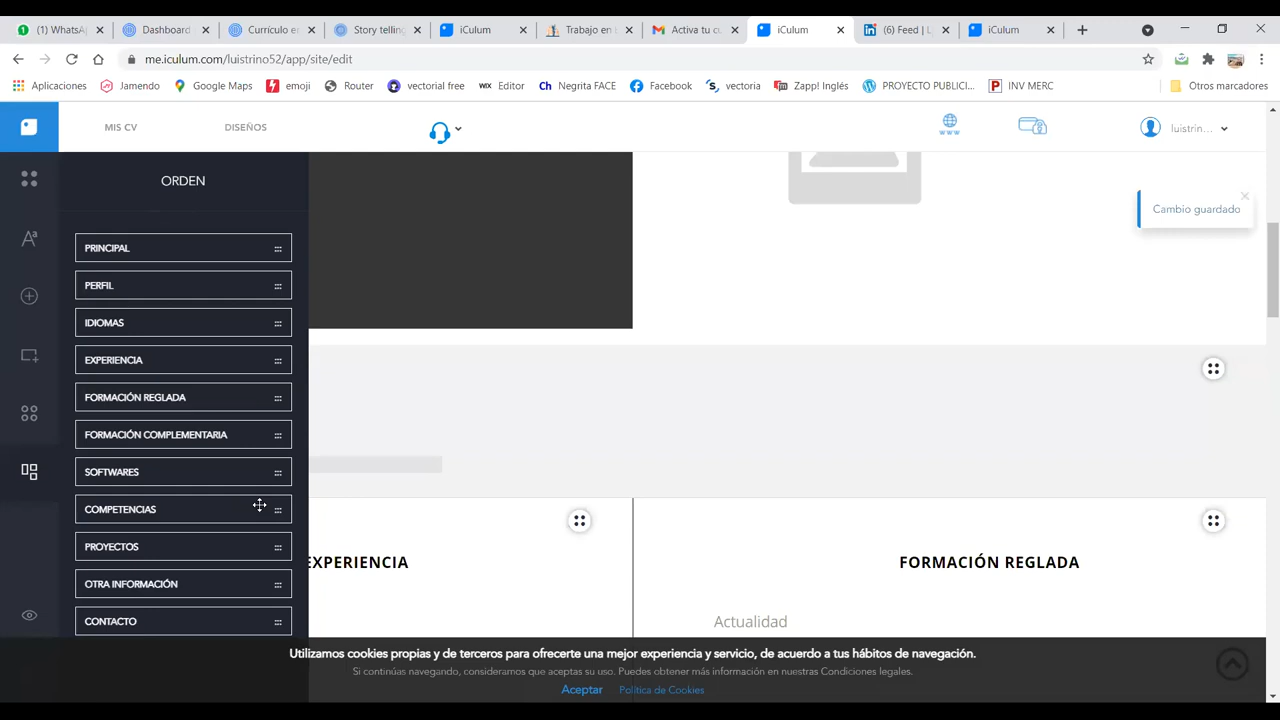 (1) WhatsA
Dashboard
Currículo e
Story tellin
iCulum
Trabajo en
Activa tu c
iCulum
(6) Feed | L
iCulum
me.iculum.com/luistrino52/app/site/edit
Aplicaciones
Jamendo
Google Maps
emoji
Router
vectorial free
WIX Editor
Ch Negrita FACE
Facebook
vectoria
Zapp! Inglés
PROYECTO PUBLICI...
INV MERC
Otros marcadores
MIS CV
DISEÑOS
WWW
luistrin...
ORDEN
Cambio guardado
PRINCIPAL
PERFIL
IDIOMAS
EXPERIENCIA
FORMACIÓN REGLADA
FORMACIÓN COMPLEMENTARIA
SOFTWARES
COMPETENCIAS
PROYECTOS
OTRA INFORMACIÓN
CONTACTO
EXPERIENCIA
FORMACIÓN REGLADA
Actualidad
Utilizamos cookies propias y de terceros para ofrecerte una mejor experiencia y servicio, de acuerdo a tus hábitos de navegación.
Si continúas navegando, consideramos que aceptas su uso. Puedes obtener más información en nuestras Condiciones legales.
Aceptar
Política de Cookies